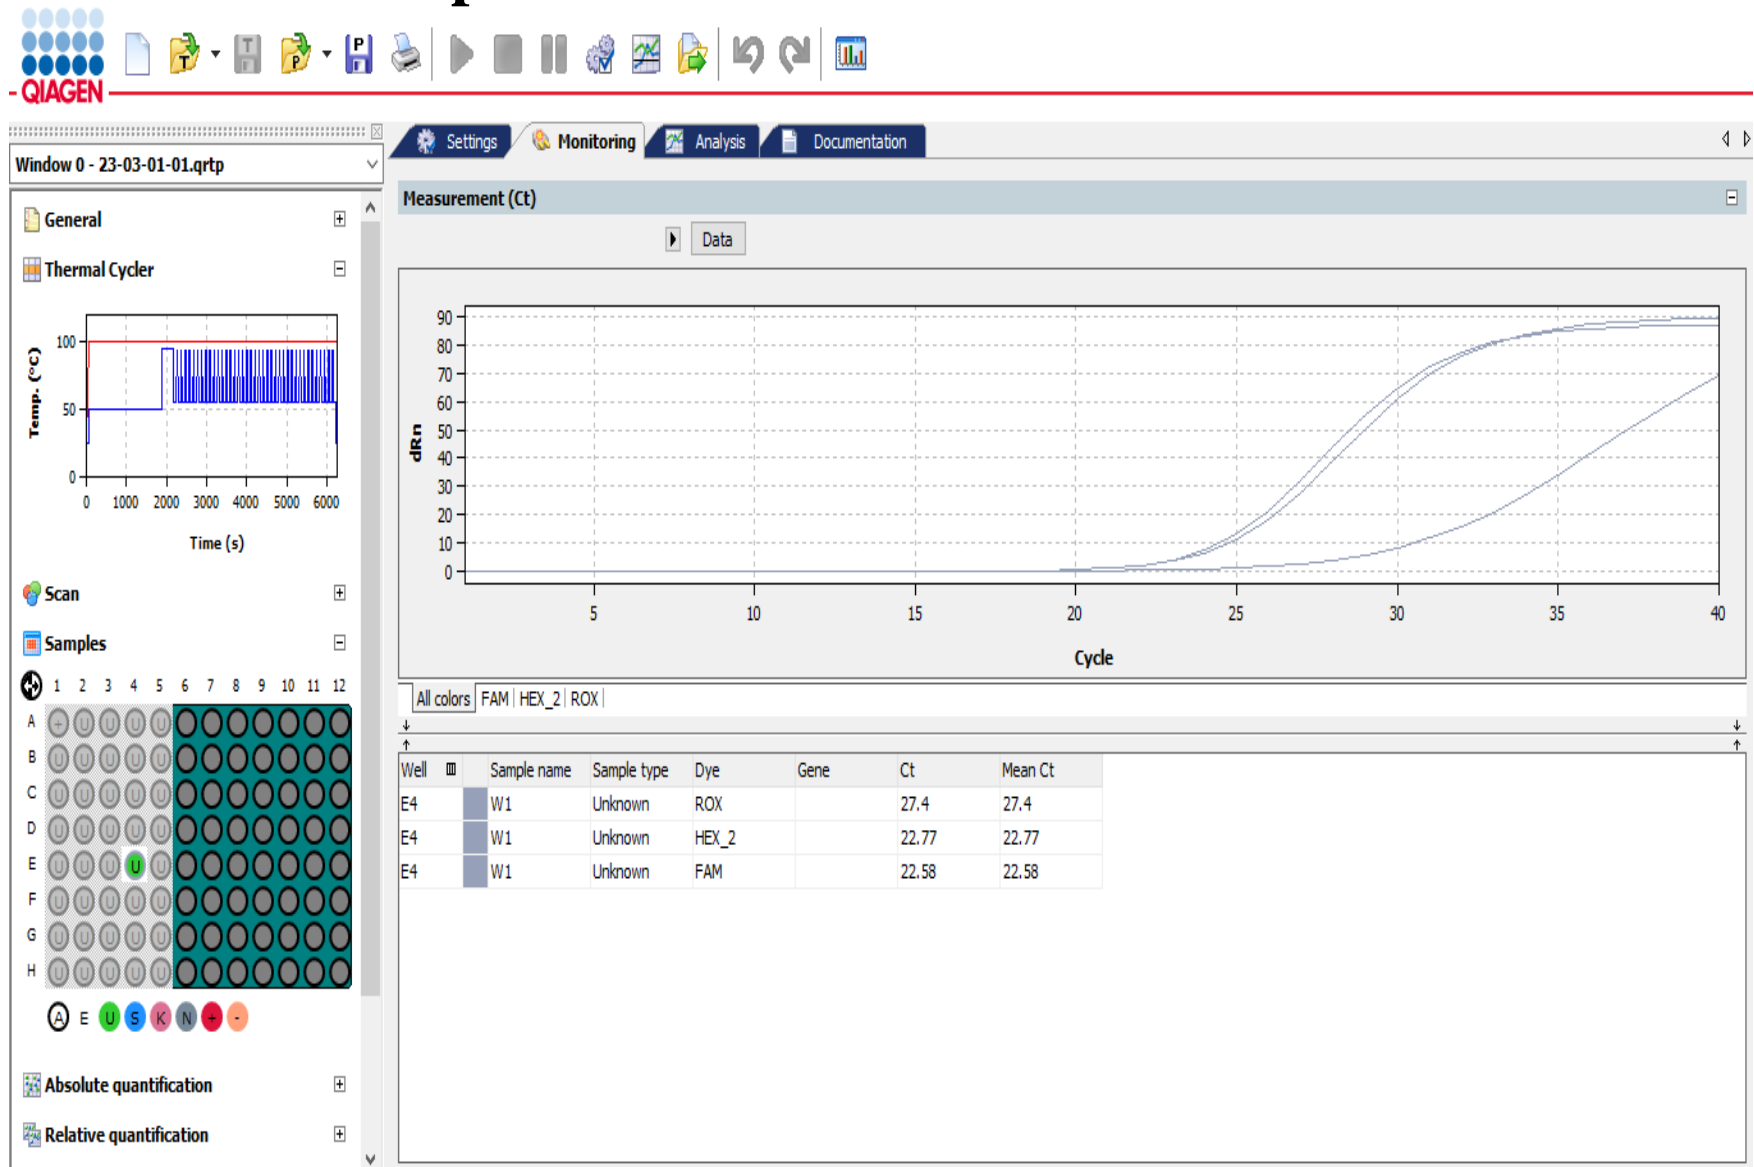 p
T
T
P
P
QIAGEN
Window 0 - 23-03-01-01.qrtp
General
Thermal Cycler
100
50
0
Temp. (°C)
0 1000 2000 3000 4000 5000 6000
Time (s)
Scan
Samples
1 2 3 4 5 6 7 8 9 10 11 12
A + U U U U
B U U U U U
C U U U U U
D U U U U U
E U U U U U
F U U U U U
G U U U U U
H U U U U U
A E U S K N + -
Absolute quantification
Relative quantification
Settings Monitoring Analysis Documentation
Measurement (Ct)
Data
90
80
70
60
50
40
30
20
10
0
dRn
5 10 15 20 25 30 35 40
Cycle
All colors FAM HEX_2 ROX
Well Sample name Sample type Dye Gene Ct Mean Ct
E4 W1 Unknown ROX 27.4 27.4
E4 W1 Unknown HEX_2 22.77 22.77
E4 W1 Unknown FAM 22.58 22.58